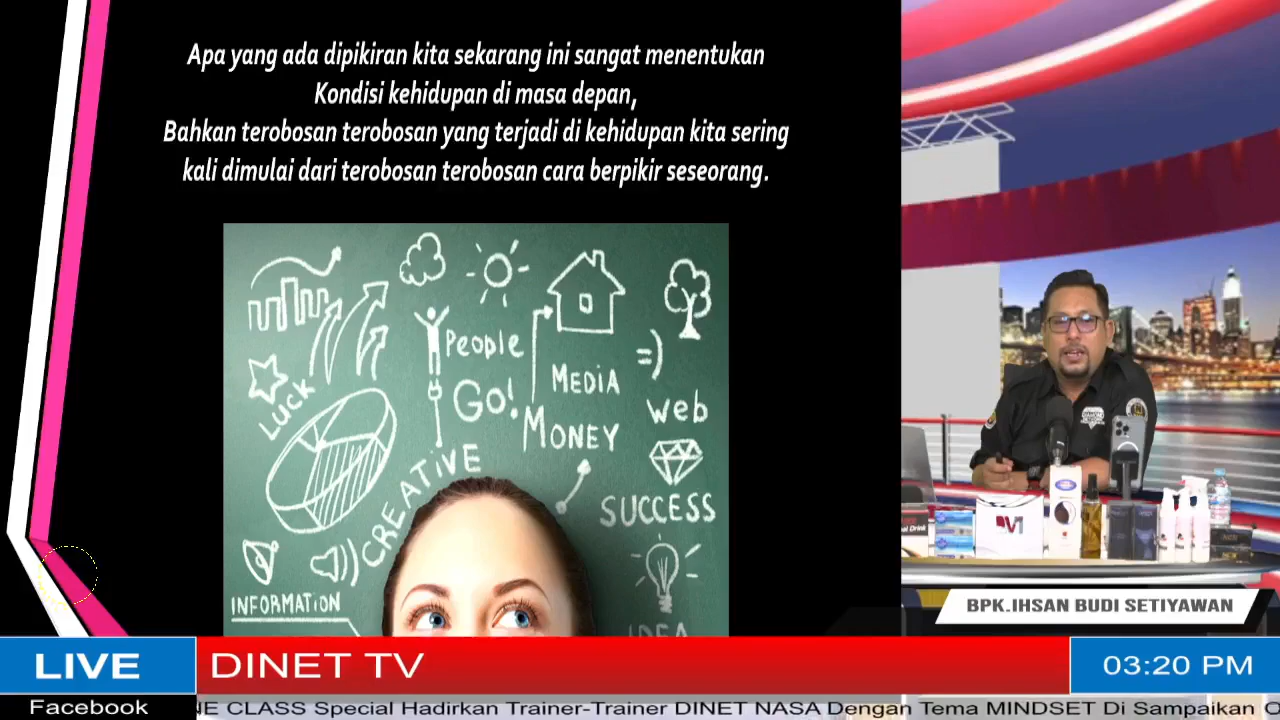 Apa yang ada dipikiran kita sekarang ini sangat menentukan
Kondisi kehidupan di masa depan,
Bahkan terobosan terobosan yang terjadi di kehidupan kita sering
kali dimulai dari terobosan terobosan cara berpikir seseorang.
People
Go!
MEDIA
MONEY
=)
web
LUCK
CREATIVE
SUCCESS
INFORMATION
IDEA
V1
BPK.IHSAN BUDI SETIYAWAN
LIVE
DINET TV
03:20 PM
Facebook
NE CLASS Special Hadirkan Trainer-Trainer DINET NASA Dengan Tema MINDSET Di Sampaikan O